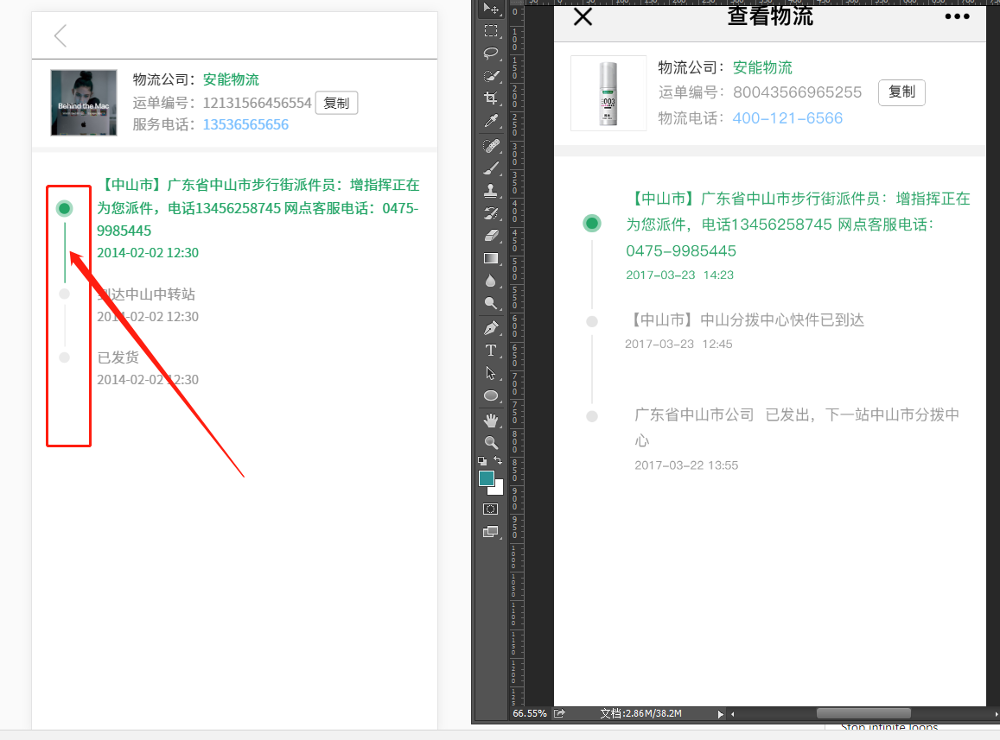 物流公司：安能物流
Behind the Mac
运单编号：12131566456554 复制
服务电话：13536565656
【中山市】广东省中山市步行街派件员：增指挥正在
为您派件，电话13456258745 网点客服电话：0475-
9985445
2014-02-02 12:30
到达中山中转站
2014-02-02 12:30
已发货
2014-02-02 12:30
查看物流
物流公司：安能物流
003
运单编号：80043566965255 复制
物流电话：400-121-6566
【中山市】广东省中山市步行街派件员：增指挥正在
为您派件，电话13456258745 网点客服电话：
0475-9985445
2017-03-23 14:23
【中山市】中山分拨中心快件已到达
2017-03-23 12:45
广东省中山市公司 已发出，下一站中山市分拨中
心
2017-03-22 13:55
66.55% 文档:2.86M/38.2M
Stop infinite loops